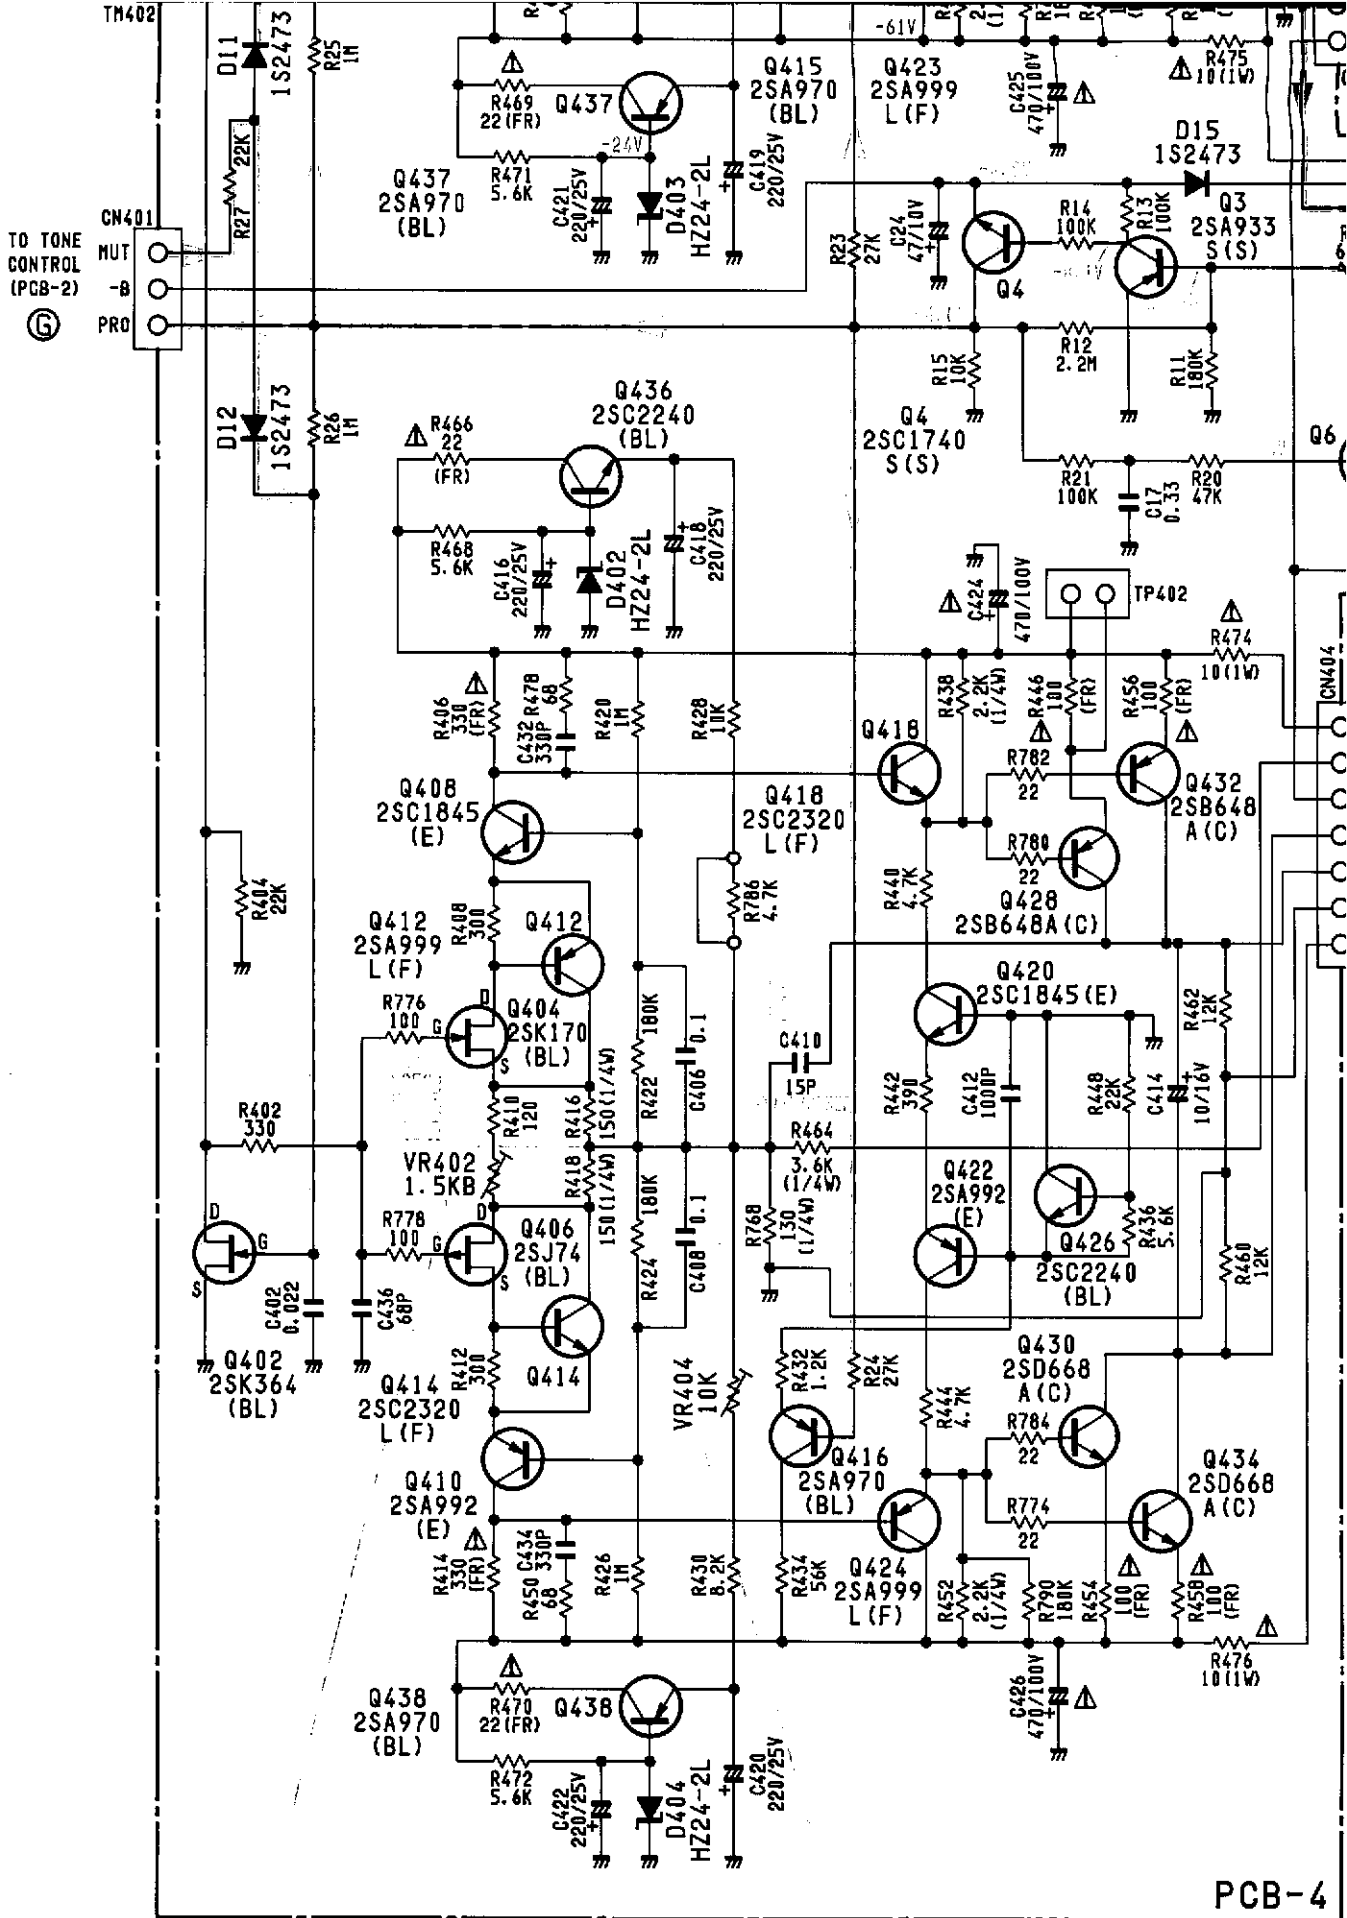 TM402
D11
1S2473
R25
1M
R469
22(FR)
Q437
Q415
2SA970
(BL)
-61V
Q423
2SA999
L(F)
C425
470/100V
R475
10(1W)
D15
1S2473
22K
R27
R471
5.6K
-24V
C421
220/25V
D403
HZ24-2L
C419
220/25V
Q437
2SA970
(BL)
CN401
TO TONE
CONTROL
(PCB-2)
G
MUT
-B
PRO
R23
27K
C24
47/10V
Q4
R14
100K
R13
100K
Q3
2SA933
S(S)
R12
2.2M
R11
180K
R15
10K
D12
1S2473
R26
1M
Q436
2SC2240
(BL)
R466
22
(FR)
Q4
2SC1740
S(S)
R21
100K
C17
0.33
R20
47K
Q6
R468
5.6K
C416
220/25V
D402
HZ24-2L
C418
220/25V
C424
470/100V
TP402
R474
10(1W)
CN404
R406
330
(FR)
R478
68
C432
330P
R420
1M
R428
10K
Q418
R438
2.2K
(1/4W)
R446
100
(FR)
R456
100
(FR)
R782
22
Q432
2SB648
A(C)
Q408
2SC1845
(E)
Q418
2SC2320
L(F)
R404
22K
R786
4.7K
R440
4.7K
R780
22
Q428
2SB648A(C)
Q412
2SA999
L(F)
R408
300
Q412
Q420
2SC1845(E)
R462
12K
R776
100
D
G
S
Q404
2SK170
(BL)
180K
R422
0.1
C406
C410
15P
R442
390
C412
1000P
R448
22K
C414
10/16V
R402
330
R410
120
R416
150(1/4W)
R464
3.6K
(1/4W)
VR402
1.5KB
R418
150(1/4W)
180K
R424
0.1
C408
R768
130
(1/4W)
Q422
2SA992
(E)
Q426
2SC2240
(BL)
R436
5.6K
R460
12K
D
G
S
R778
100
D
G
S
Q406
2SJ74
(BL)
C402
0.022
C436
68P
Q402
2SK364
(BL)
R412
300
Q414
Q414
2SC2320
L(F)
VR404
10K
R432
1.2K
R24
27K
Q430
2SD668
A(C)
R444
4.7K
R784
22
Q434
2SD668
A(C)
Q410
2SA992
(E)
Q416
2SA970
(BL)
R774
22
R414
330
(FR)
C434
330P
R450
68
R426
1M
R430
8.2K
R434
56K
Q424
2SA999
L(F)
R452
2.2K
(1/4W)
R790
180K
R454
100
(FR)
R458
100
(FR)
R476
10(1W)
Q438
2SA970
(BL)
R470
22(FR)
Q438
C426
470/100V
R472
5.6K
C422
220/25V
D404
HZ24-2L
C420
220/25V
PCB-4